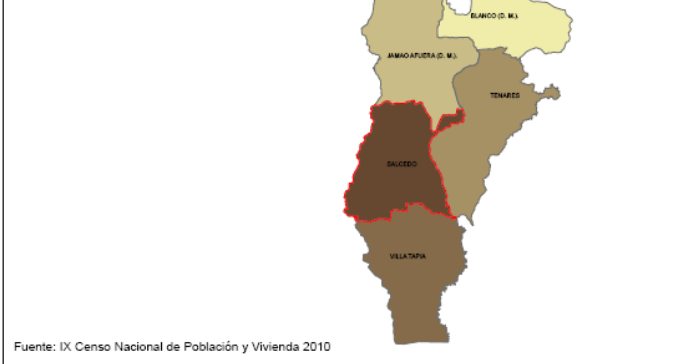 BLANCO (D. M.).
JAMAO AFUERA (D. M.).
TENARES
SALCEDO
VILLA TAPIA
Fuente: IX Censo Nacional de Población y Vivienda 2010